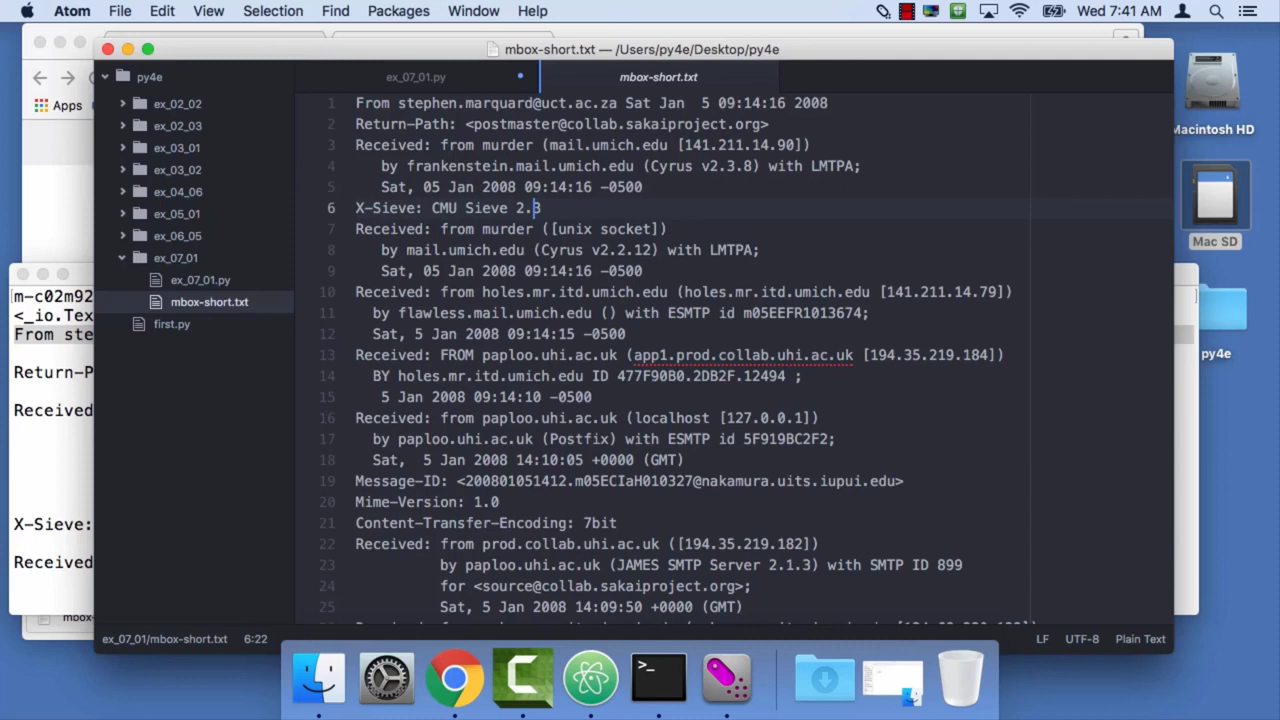 Atom File Edit View Selection Find Packages Window Help Wed 7:41 AM
mbox-short.txt — /Users/py4e/Desktop/py4e
Apps
py4e
ex_02_02
ex_02_03
ex_03_01
ex_03_02
ex_04_06
ex_05_01
ex_06_05
ex_07_01
ex_07_01.py
mbox-short.txt
first.py
ex_07_01.py mbox-short.txt
1 From stephen.marquard@uct.ac.za Sat Jan  5 09:14:16 2008
2 Return-Path: <postmaster@collab.sakaiproject.org>
3 Received: from murder (mail.umich.edu [141.211.14.90])
4 by frankenstein.mail.umich.edu (Cyrus v2.3.8) with LMTPA;
5 Sat, 05 Jan 2008 09:14:16 -0500
6 X-Sieve: CMU Sieve 2.3
7 Received: from murder ([unix socket])
8 by mail.umich.edu (Cyrus v2.2.12) with LMTPA;
9 Sat, 05 Jan 2008 09:14:16 -0500
10 Received: from holes.mr.itd.umich.edu (holes.mr.itd.umich.edu [141.211.14.79])
11 by flawless.mail.umich.edu () with ESMTP id m05EEFR1013674;
12 Sat, 5 Jan 2008 09:14:15 -0500
13 Received: FROM paploo.uhi.ac.uk (app1.prod.collab.uhi.ac.uk [194.35.219.184])
14 BY holes.mr.itd.umich.edu ID 477F90B0.2DB2F.12494 ;
15 5 Jan 2008 09:14:10 -0500
16 Received: from paploo.uhi.ac.uk (localhost [127.0.0.1])
17 by paploo.uhi.ac.uk (Postfix) with ESMTP id 5F919BC2F2;
18 Sat,  5 Jan 2008 14:10:05 +0000 (GMT)
19 Message-ID: <200801051412.m05ECIaH010327@nakamura.uits.iupui.edu>
20 Mime-Version: 1.0
21 Content-Transfer-Encoding: 7bit
22 Received: from prod.collab.uhi.ac.uk ([194.35.219.182])
23 by paploo.uhi.ac.uk (JAMES SMTP Server 2.1.3) with SMTP ID 899
24 for <source@collab.sakaiproject.org>;
25 Sat, 5 Jan 2008 14:09:50 +0000 (GMT)
ex_07_01/mbox-short.txt 6:22 LF UTF-8 Plain Text
m-c02m92
<_io.Tex
From ste
Return-P
Received
X-Sieve:
Received
mbox-
Macintosh HD
Mac SD
py4e